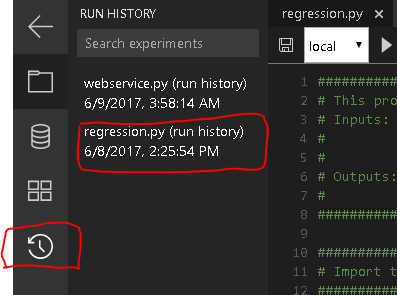 RUN HISTORY
Search experiments
webservice.py (run history)
6/9/2017, 3:58:14 AM
regression.py (run history)
6/8/2017, 2:25:54 PM
regression.py ×
local
1 ############
2 # This pro
3 # Inputs:
4 #
5 #
6 # Outputs:
7 #
8 ############
9
10 ############
11 # Import t
12 ############